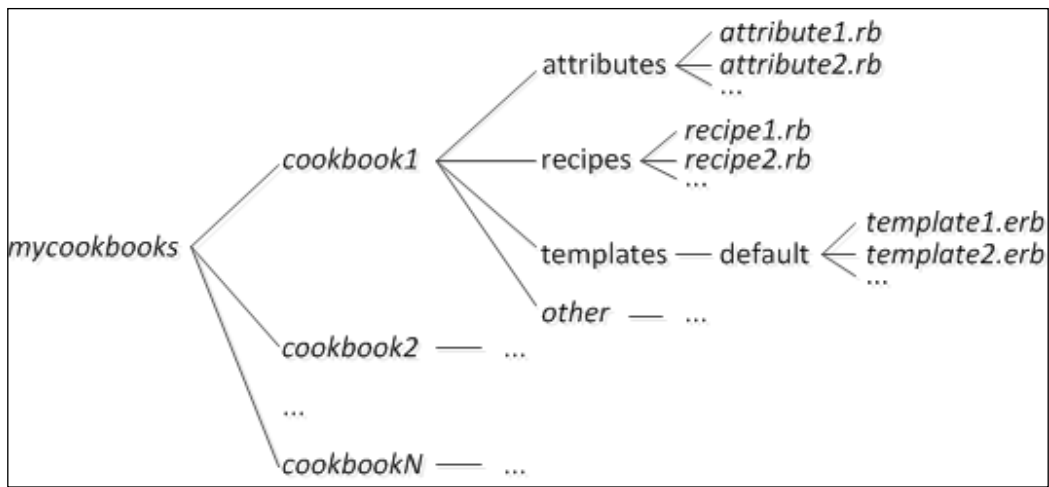 mycookbooks
cookbook1
attributes
attribute1.rb
attribute2.rb
...
recipes
recipe1.rb
recipe2.rb
...
templates
default
template1.erb
template2.erb
...
other
...
cookbook2
...
...
cookbookN
...